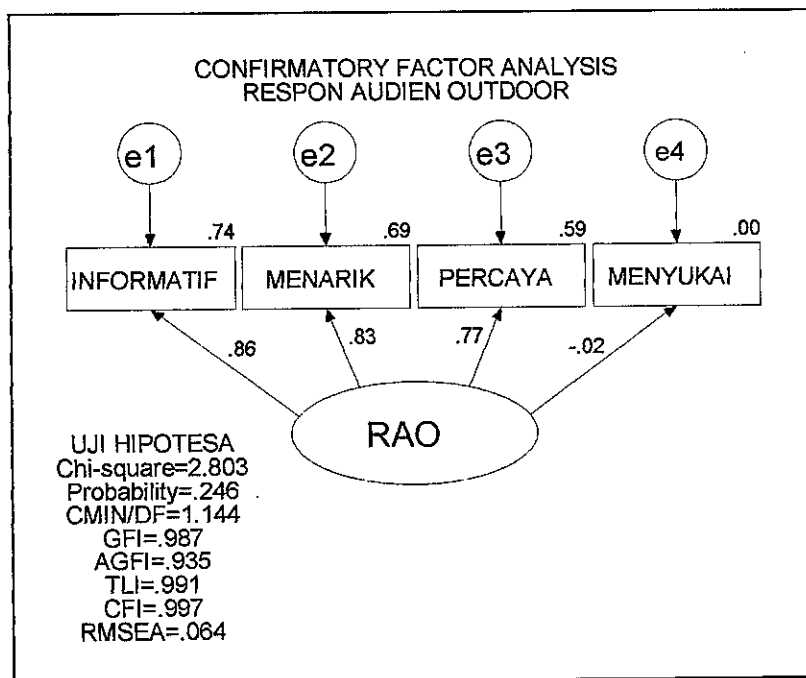 CONFIRMATORY FACTOR ANALYSIS
RESPON AUDIEN OUTDOOR
e1 e2 e3 e4
.74 .69 .59 .00
INFORMATIF MENARIK PERCAYA MENYUKAI
.86 .83 .77 -.02
RAO
UJI HIPOTESA
Chi-square=2.803
Probability=.246
CMIN/DF=1.144
GFI=.987
AGFI=.935
TLI=.991
CFI=.997
RMSEA=.064